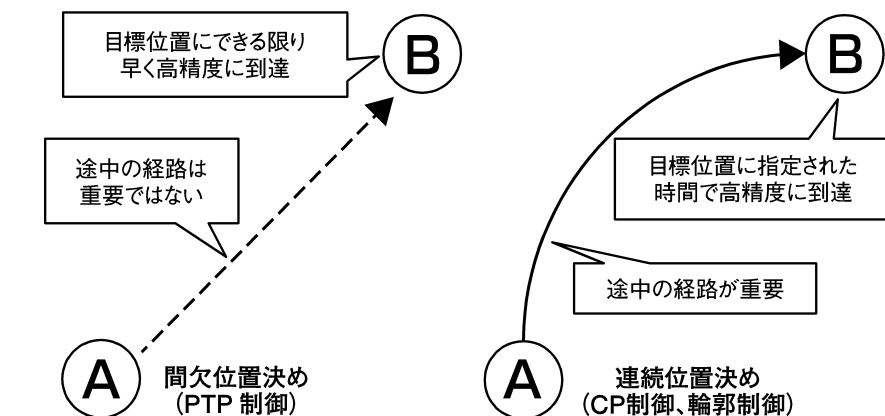 目標位置にできる限り
早く高精度に到達
B
途中の経路は
重要ではない
A
間欠位置決め
(PTP 制御)
B
目標位置に指定された
時間で高精度に到達
途中の経路が重要
A
連続位置決め
(CP制御、輪郭制御)